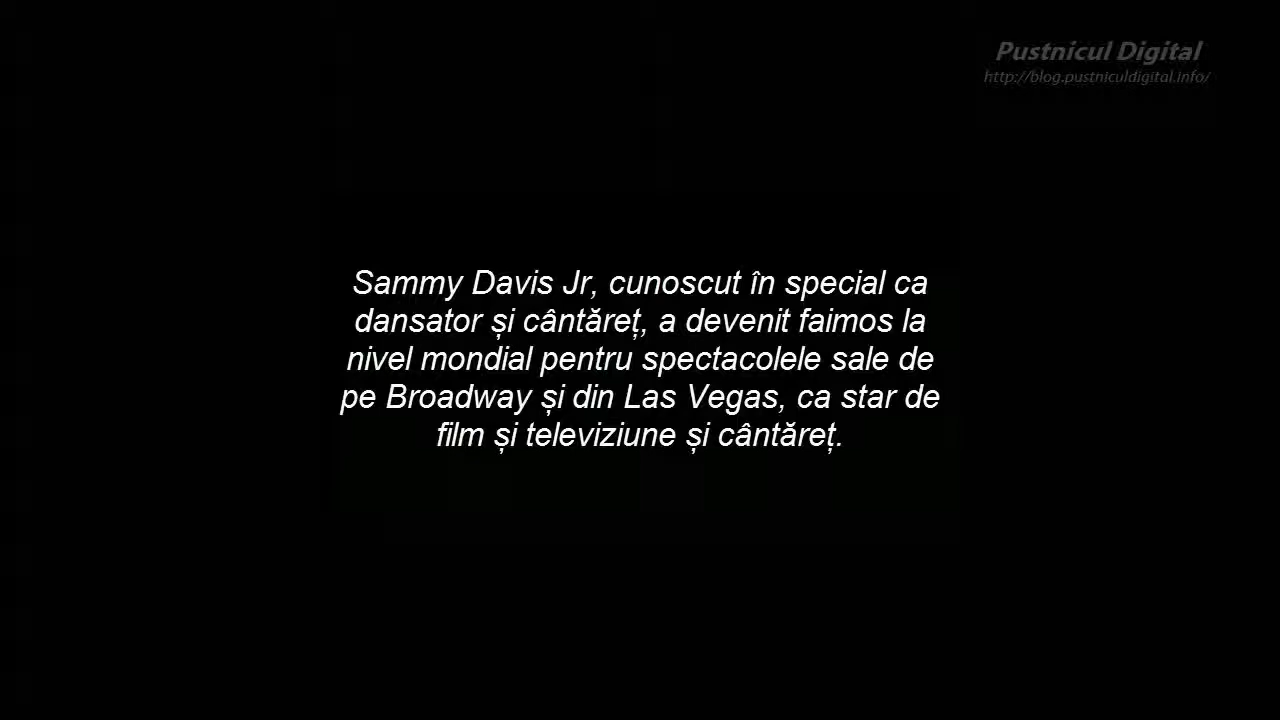 Pustnicul Digital
http://blog.pustniculdigital.info/
Sammy Davis Jr, cunoscut în special ca
dansator și cântăreț, a devenit faimos la
nivel mondial pentru spectacolele sale de
pe Broadway și din Las Vegas, ca star de
film și televiziune și cântăreț.